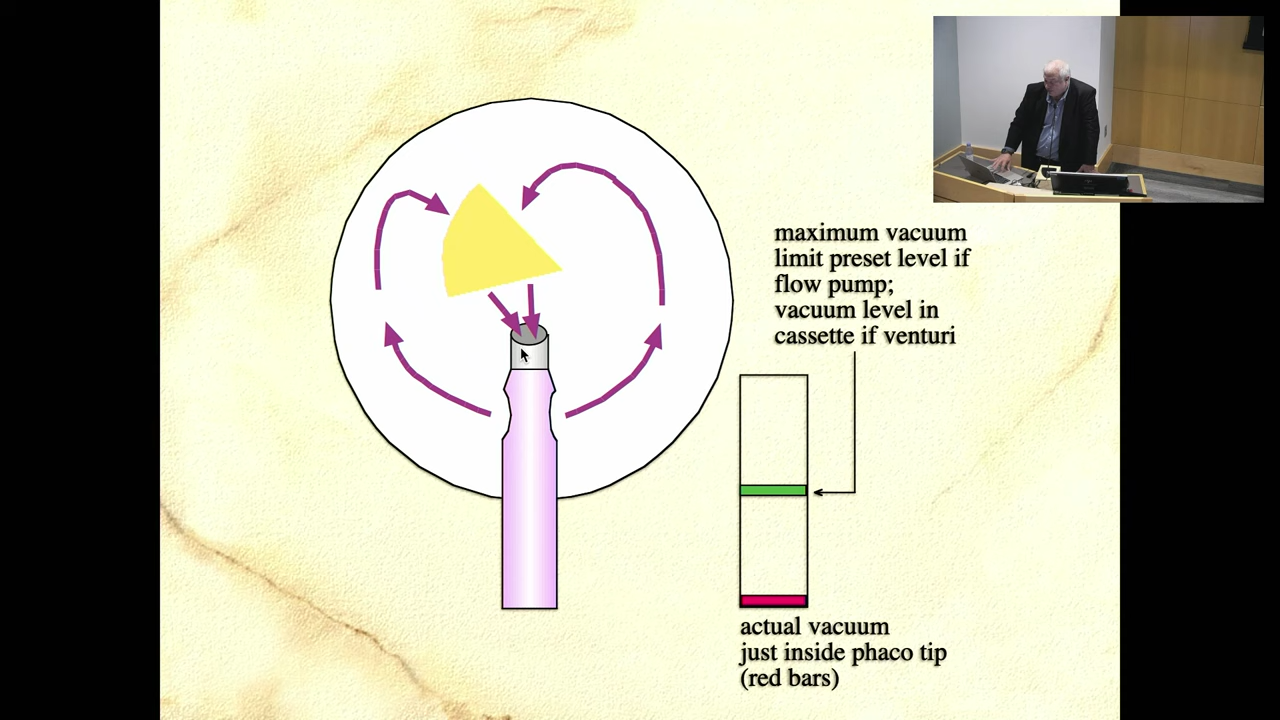 maximum vacuum
limit preset level if
flow pump;
vacuum level in
cassette if venturi
actual vacuum
just inside phaco tip
(red bars)